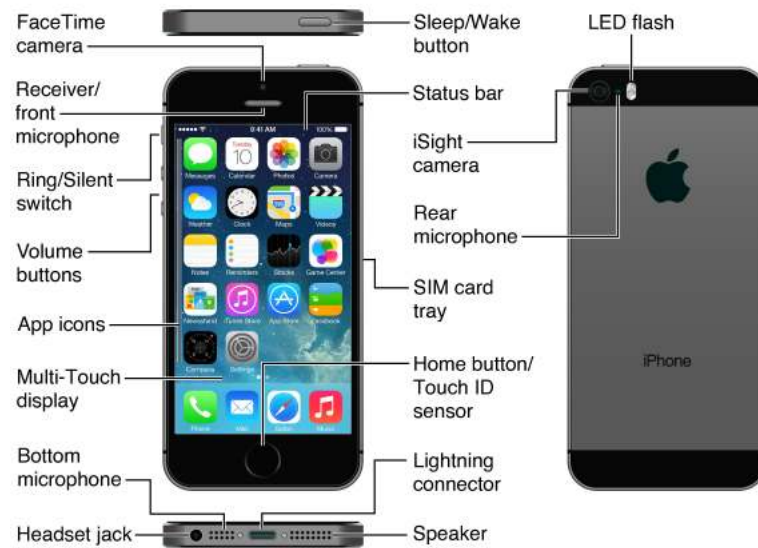 FaceTime
camera
Receiver/
front
microphone
Ring/Silent
switch
Volume
buttons
App icons
Multi-Touch
display
Bottom
microphone
Headset jack
Sleep/Wake
button
Status bar
9:41 AM
100%
Messages
Calendar
Photos
Camera
Tuesday
10
Weather
Clock
Maps
Videos
Notes
Reminders
Stocks
Game Center
Newsstand
iTunes Store
App Store
Passbook
Compass
Settings
Phone
Mail
Safari
Music
SIM card
tray
Home button/
Touch ID
sensor
Lightning
connector
Speaker
LED flash
iSight
camera
Rear
microphone
iPhone